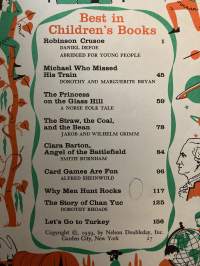 Best in
Children's Books
Robinson Crusoe 5
DANIEL DEFOE
ABRIDGED FOR YOUNG PEOPLE
Michael Who Missed
His Train 45
DOROTHY AND MARGUERITE BRYAN
The Princess
on the Glass Hill 59
A NORSE FOLK TALE
The Straw, the Coal,
and the Bean 78
JAKOB AND WILHELM GRIMM
Clara Barton,
Angel of the Battlefield 84
SMITH BURNHAM
Card Games Are Fun 96
ALFRED SHEINWOLD
Why Men Hunt Rocks 117
The Story of Chan Yuc 125
DOROTHY RHOADS
Let's Go to Turkey 156
Copyright ©, 1959, by Nelson Doubleday, Inc.
Garden City, New York 27